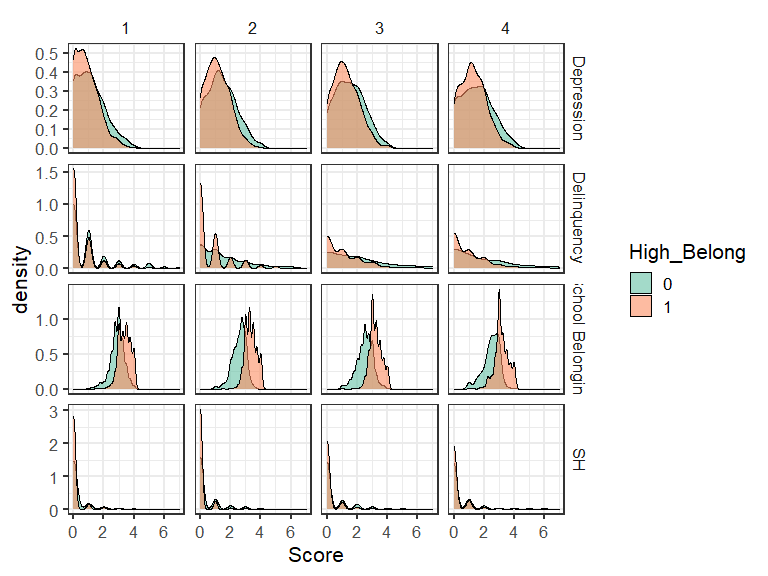 1 2 3 4
0.5
0.4
0.3
0.2
0.1
0.0
Depression
1.5
1.0
0.5
0.0
Delinquency
1.0
0.5
0.0
chool Belongin
3
2
1
0
SH
0 2 4 6 0 2 4 6 0 2 4 6 0 2 4 6
Score
density
High_Belong
0
1